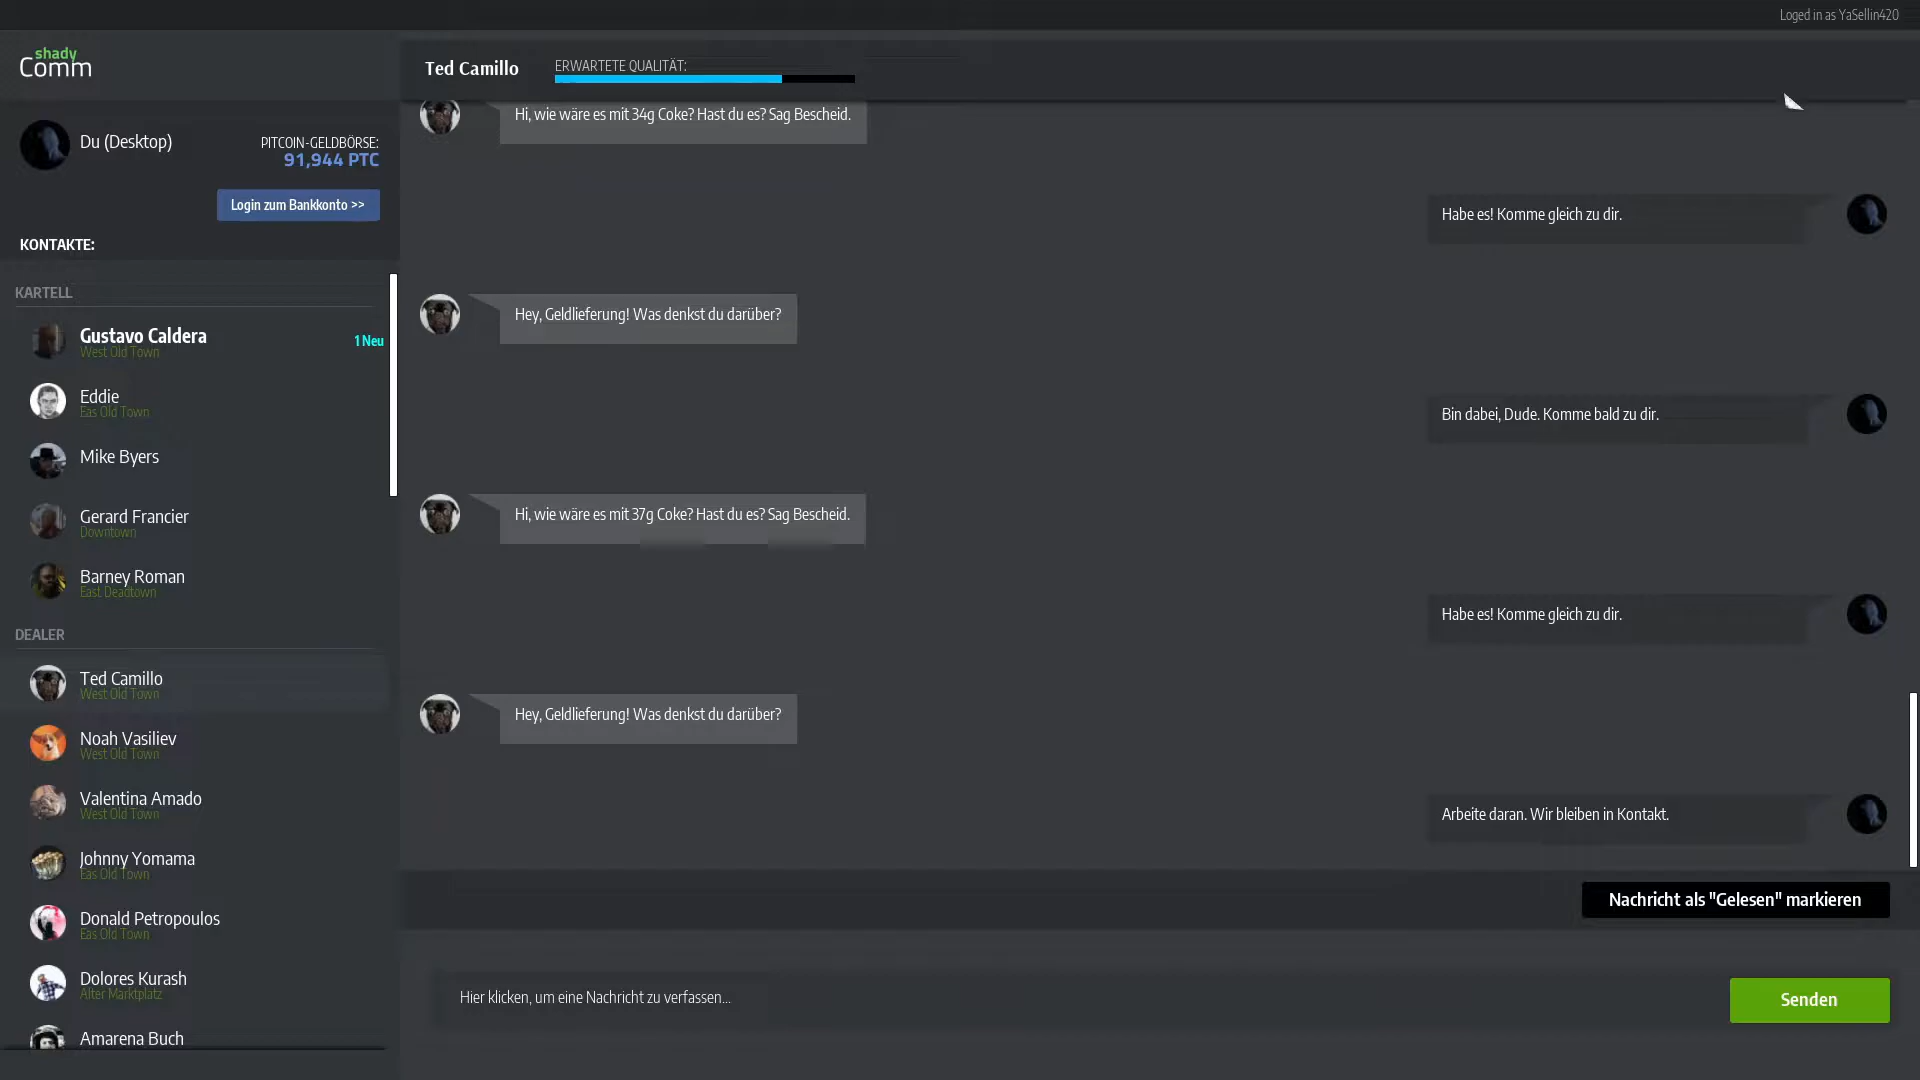 Loged in as YaSellin420
shady
Comm
Ted Camillo
ERWARTETE QUALITÄT:
Du (Desktop)
PITCOIN-GELDBÖRSE:
91,944 PTC
Login zum Bankkonto >>
KONTAKTE:
KARTELL
Gustavo Caldera
West Old Town
1 Neu
Eddie
Eas Old Town
Mike Byers
Gerard Francier
Downtown
Barney Roman
East Deadtown
DEALER
Ted Camillo
West Old Town
Noah Vasiliev
West Old Town
Valentina Amado
West Old Town
Johnny Yomama
Eas Old Town
Donald Petropoulos
Eas Old Town
Dolores Kurash
Alter Marktplatz
Amarena Buch
Hi, wie wäre es mit 34g Coke? Hast du es? Sag Bescheid.
Habe es! Komme gleich zu dir.
Hey, Geldlieferung! Was denkst du darüber?
Bin dabei, Dude. Komme bald zu dir.
Hi, wie wäre es mit 37g Coke? Hast du es? Sag Bescheid.
Habe es! Komme gleich zu dir.
Hey, Geldlieferung! Was denkst du darüber?
Arbeite daran. Wir bleiben in Kontakt.
Nachricht als "Gelesen" markieren
Hier klicken, um eine Nachricht zu verfassen...
Senden